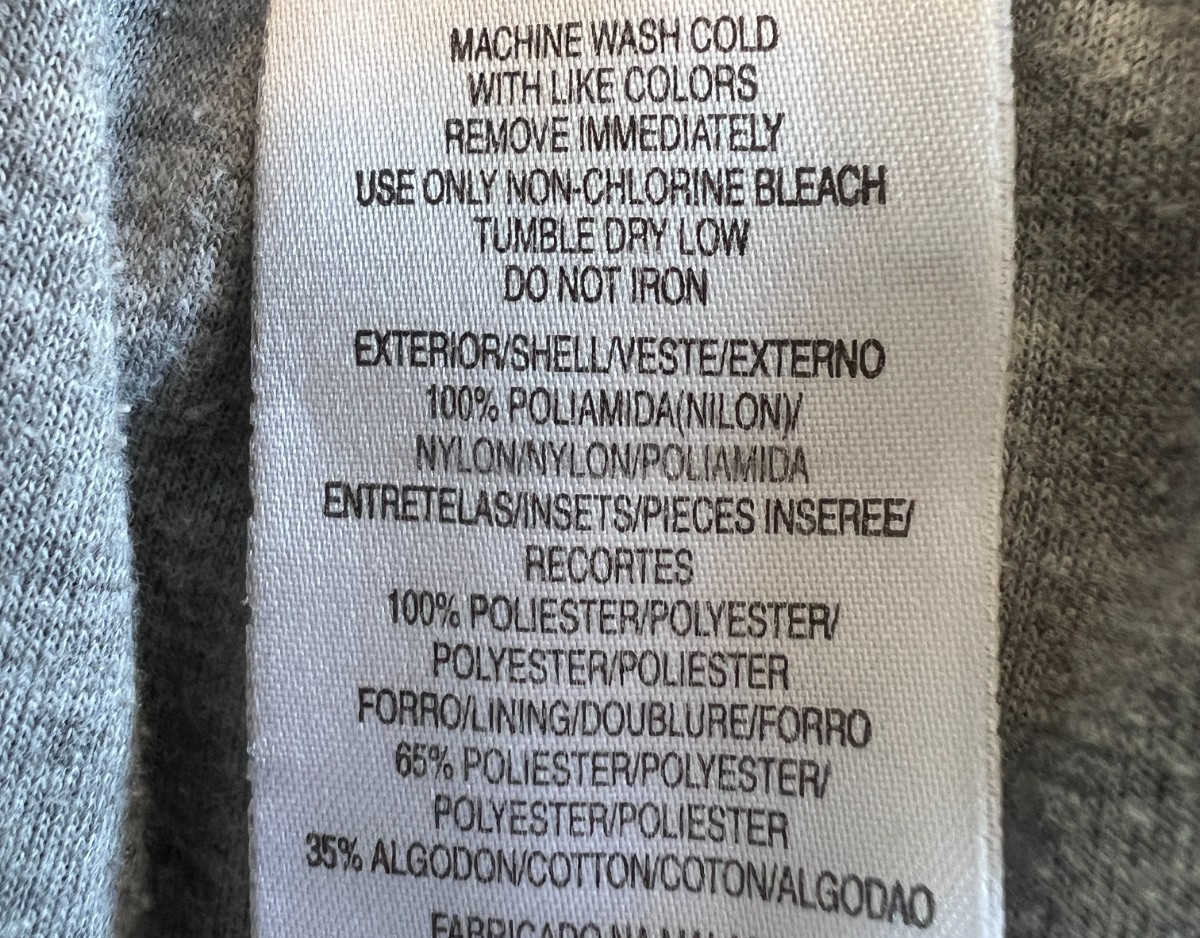 MACHINE WASH COLD
WITH LIKE COLORS
REMOVE IMMEDIATELY
USE ONLY NON-CHLORINE BLEACH
TUMBLE DRY LOW
DO NOT IRON
EXTERIOR/SHELL/VESTE/EXTERNO
100% POLIAMIDA(NILON)/
NYLON/NYLON/POLIAMIDA
ENTRETELAS/INSETS/PIECES INSEREE/
RECORTES
100% POLIESTER/POLYESTER/
POLYESTER/POLIESTER
FORRO/LINING/DOUBLURE/FORRO
65% POLIESTER/POLYESTER/
POLYESTER/POLIESTER
35% ALGODON/COTTON/COTON/ALGODAO
FABRICADO